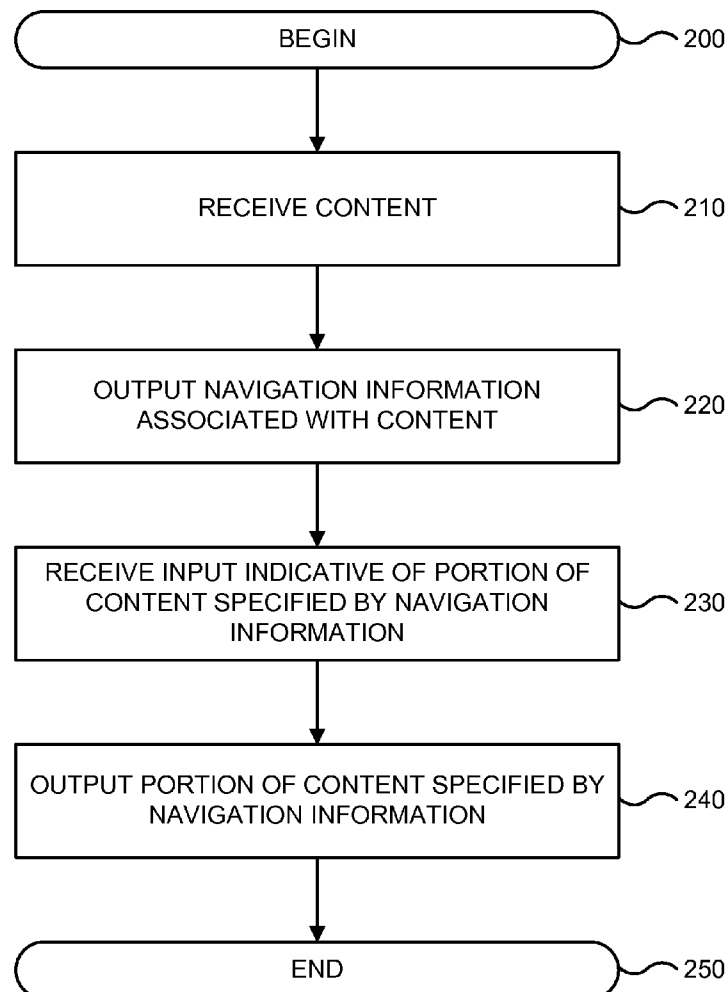 BEGIN
200
RECEIVE CONTENT
210
OUTPUT NAVIGATION INFORMATION
ASSOCIATED WITH CONTENT
220
RECEIVE INPUT INDICATIVE OF PORTION OF
CONTENT SPECIFIED BY NAVIGATION
INFORMATION
230
OUTPUT PORTION OF CONTENT SPECIFIED BY
NAVIGATION INFORMATION
240
END
250